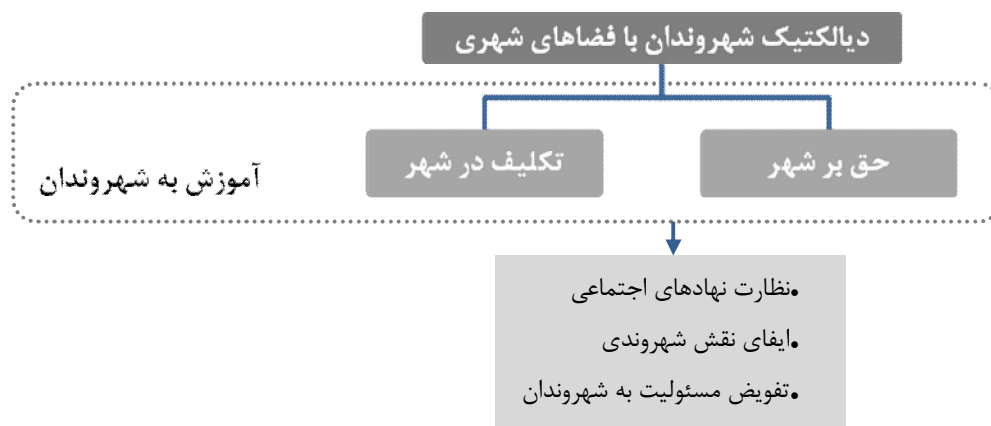 دیالکتیک شهروندان با فضاهای شهری
حق بر شهر
تکلیف در شهر
آموزش به شهروندان
•نظارت نهادهای اجتماعی
•ایفای نقش شهروندی
•تفویض مسئولیت به شهروندان